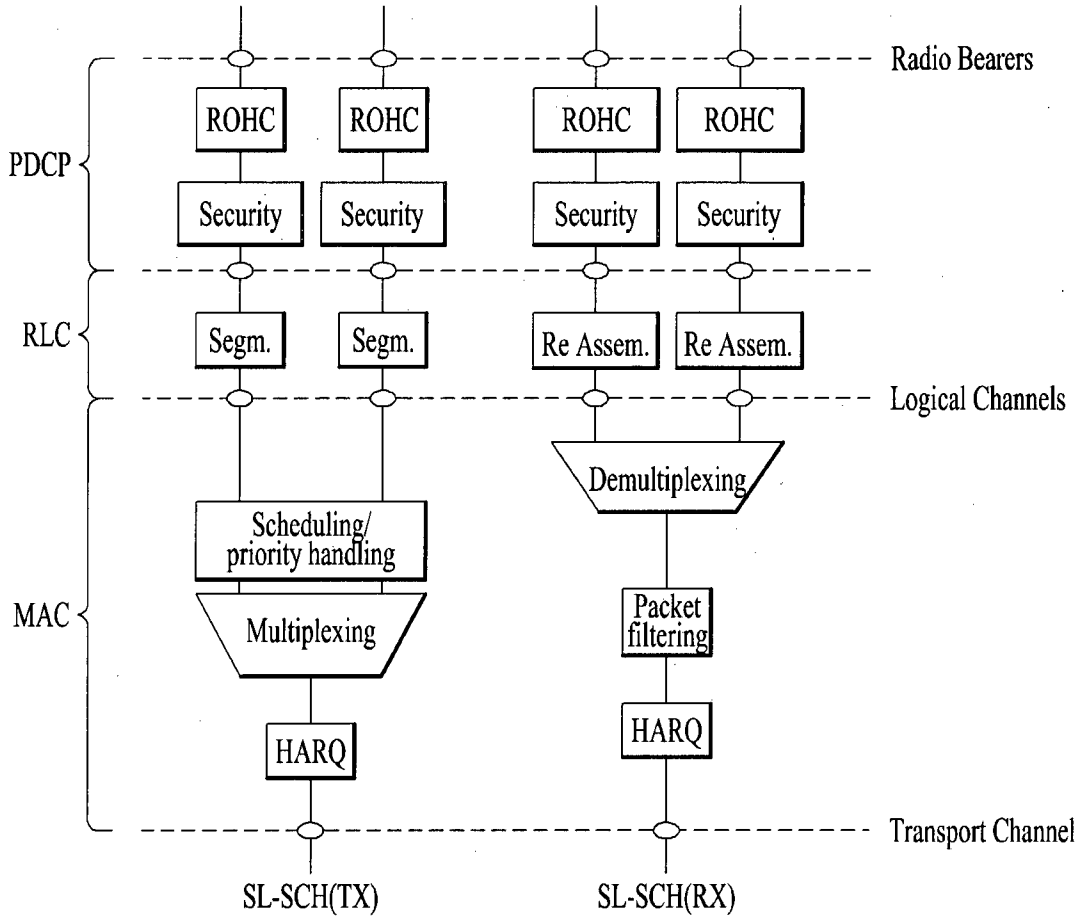 Radio Bearers
ROHC ROHC ROHC ROHC
PDCP
Security Security Security Security
RLC
Segm. Segm. Re Assem. Re Assem.
Logical Channels
Demultiplexing
Scheduling/
priority handling
MAC
Packet
filtering
Multiplexing
HARQ
HARQ
Transport Channel
SL-SCH(TX) SL-SCH(RX)